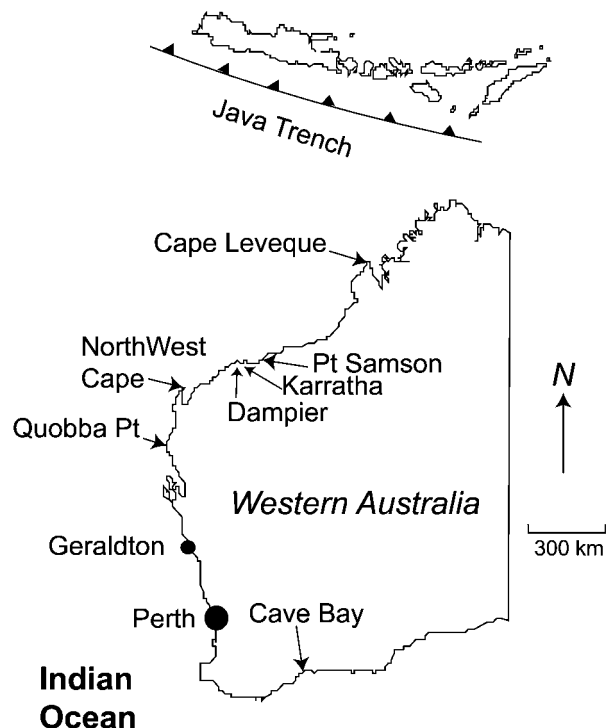 Java Trench
Cape Leveque
NorthWest
Cape
Pt Samson
Karratha
Dampier
N
Quobba Pt
Western Australia
300 km
Geraldton
Perth
Cave Bay
Indian
Ocean